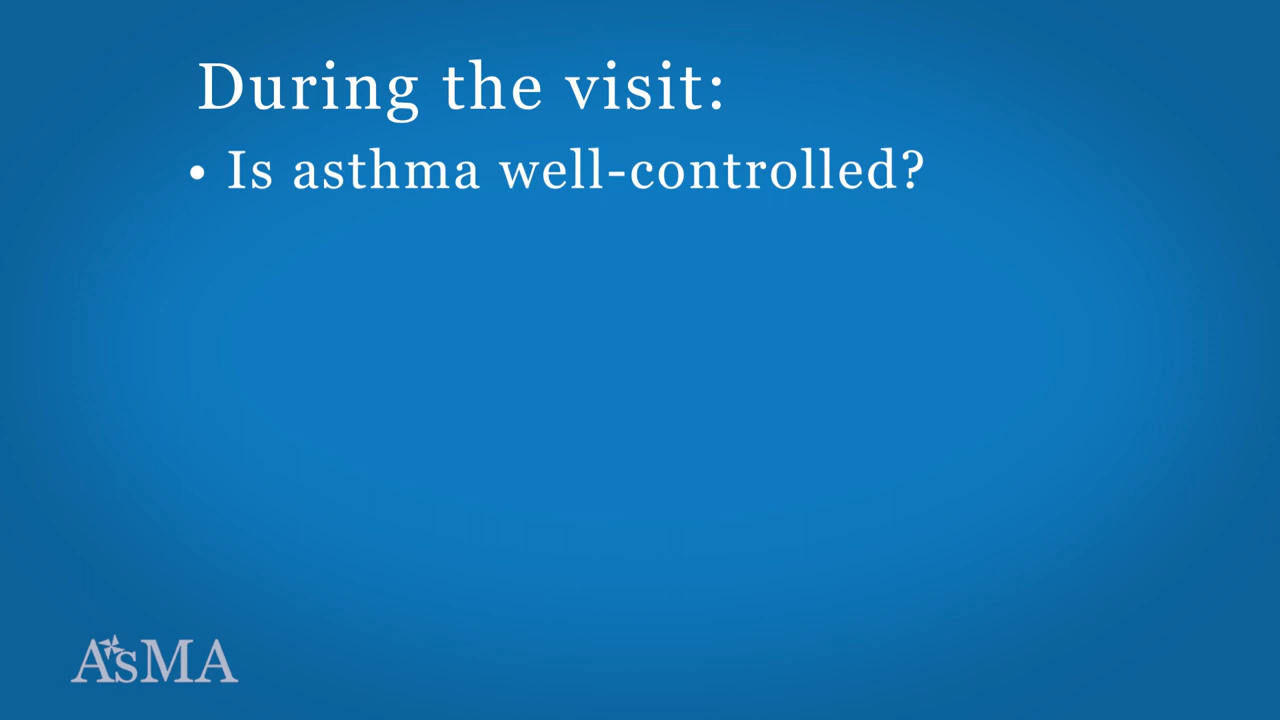 During the visit:
• Is asthma well-controlled?
AsMA